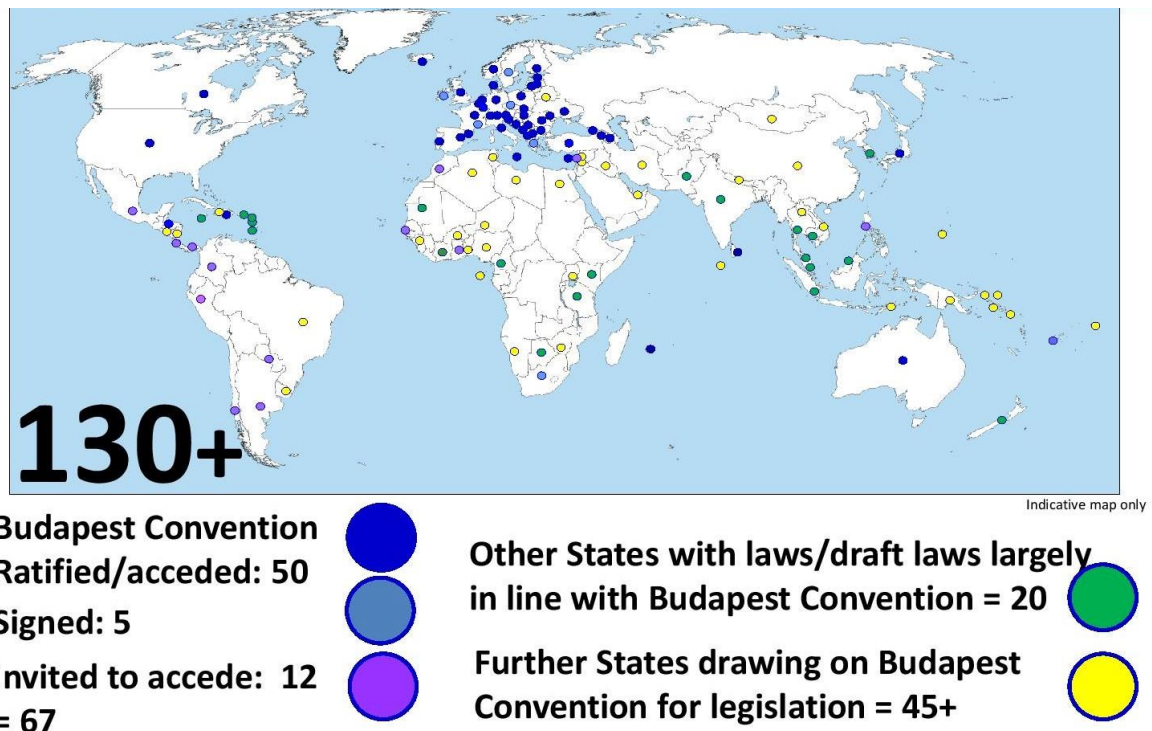 130+
Indicative map only
Budapest Convention
Ratified/acceded: 50
Signed: 5
Invited to accede: 12
= 67
Other States with laws/draft laws largely
in line with Budapest Convention = 20
Further States drawing on Budapest
Convention for legislation = 45+